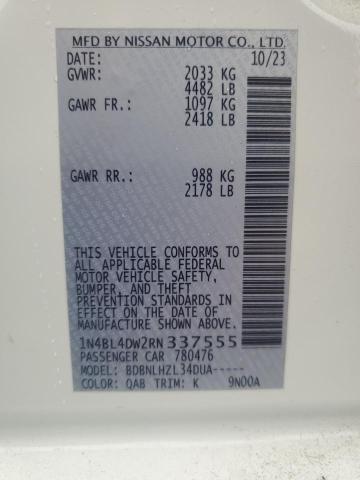 MFD BY NISSAN MOTOR CO., LTD.
DATE: 10/23
GVWR: 2033 KG
4482 LB
GAWR FR: 1097 KG
2418 LB
GAWR RR: 988 KG
2178 LB
THIS VEHICLE CONFORMS TO
ALL APPLICABLE FEDERAL
MOTOR VEHICLE SAFETY,
BUMPER, AND THEFT
PREVENTION STANDARDS IN
EFFECT ON THE DATE OF
MANUFACTURE SHOWN ABOVE.
1N4BL4DW2RN337555
PASSENGER CAR 780476
MODEL: BDBNLHZL34DUA-----
COLOR: QAB TRIM: K 9N00A